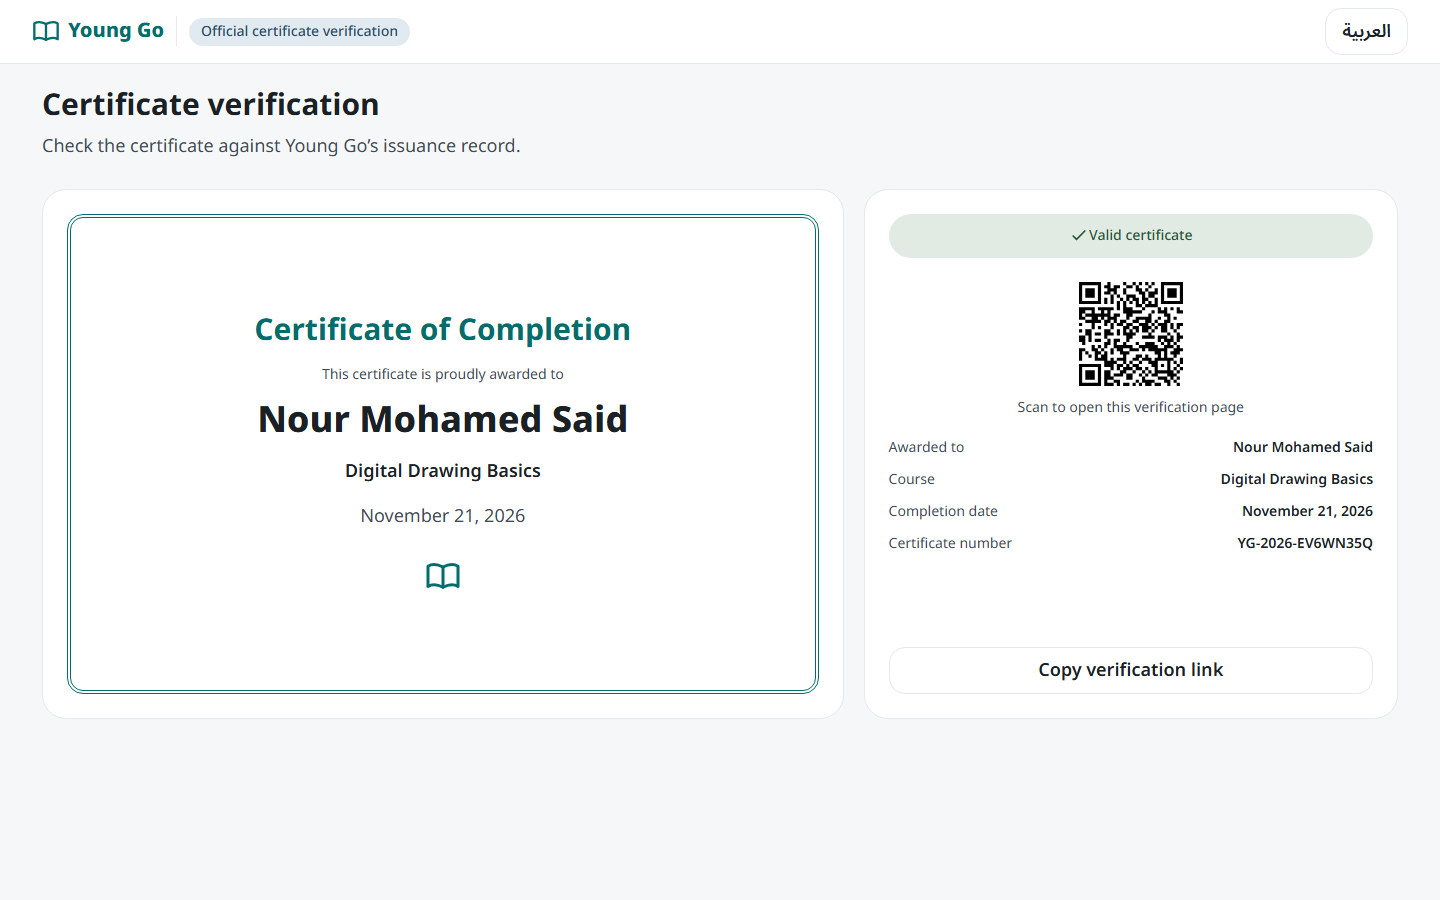 Young Go
Official certificate verification
العربية
Certificate verification
Check the certificate against Young Go’s issuance record.
Certificate of Completion
This certificate is proudly awarded to
Nour Mohamed Said
Digital Drawing Basics
November 21, 2026
Valid certificate
Scan to open this verification page
Awarded to Nour Mohamed Said
Course Digital Drawing Basics
Completion date November 21, 2026
Certificate number YG-2026-EV6WN35Q
Copy verification link